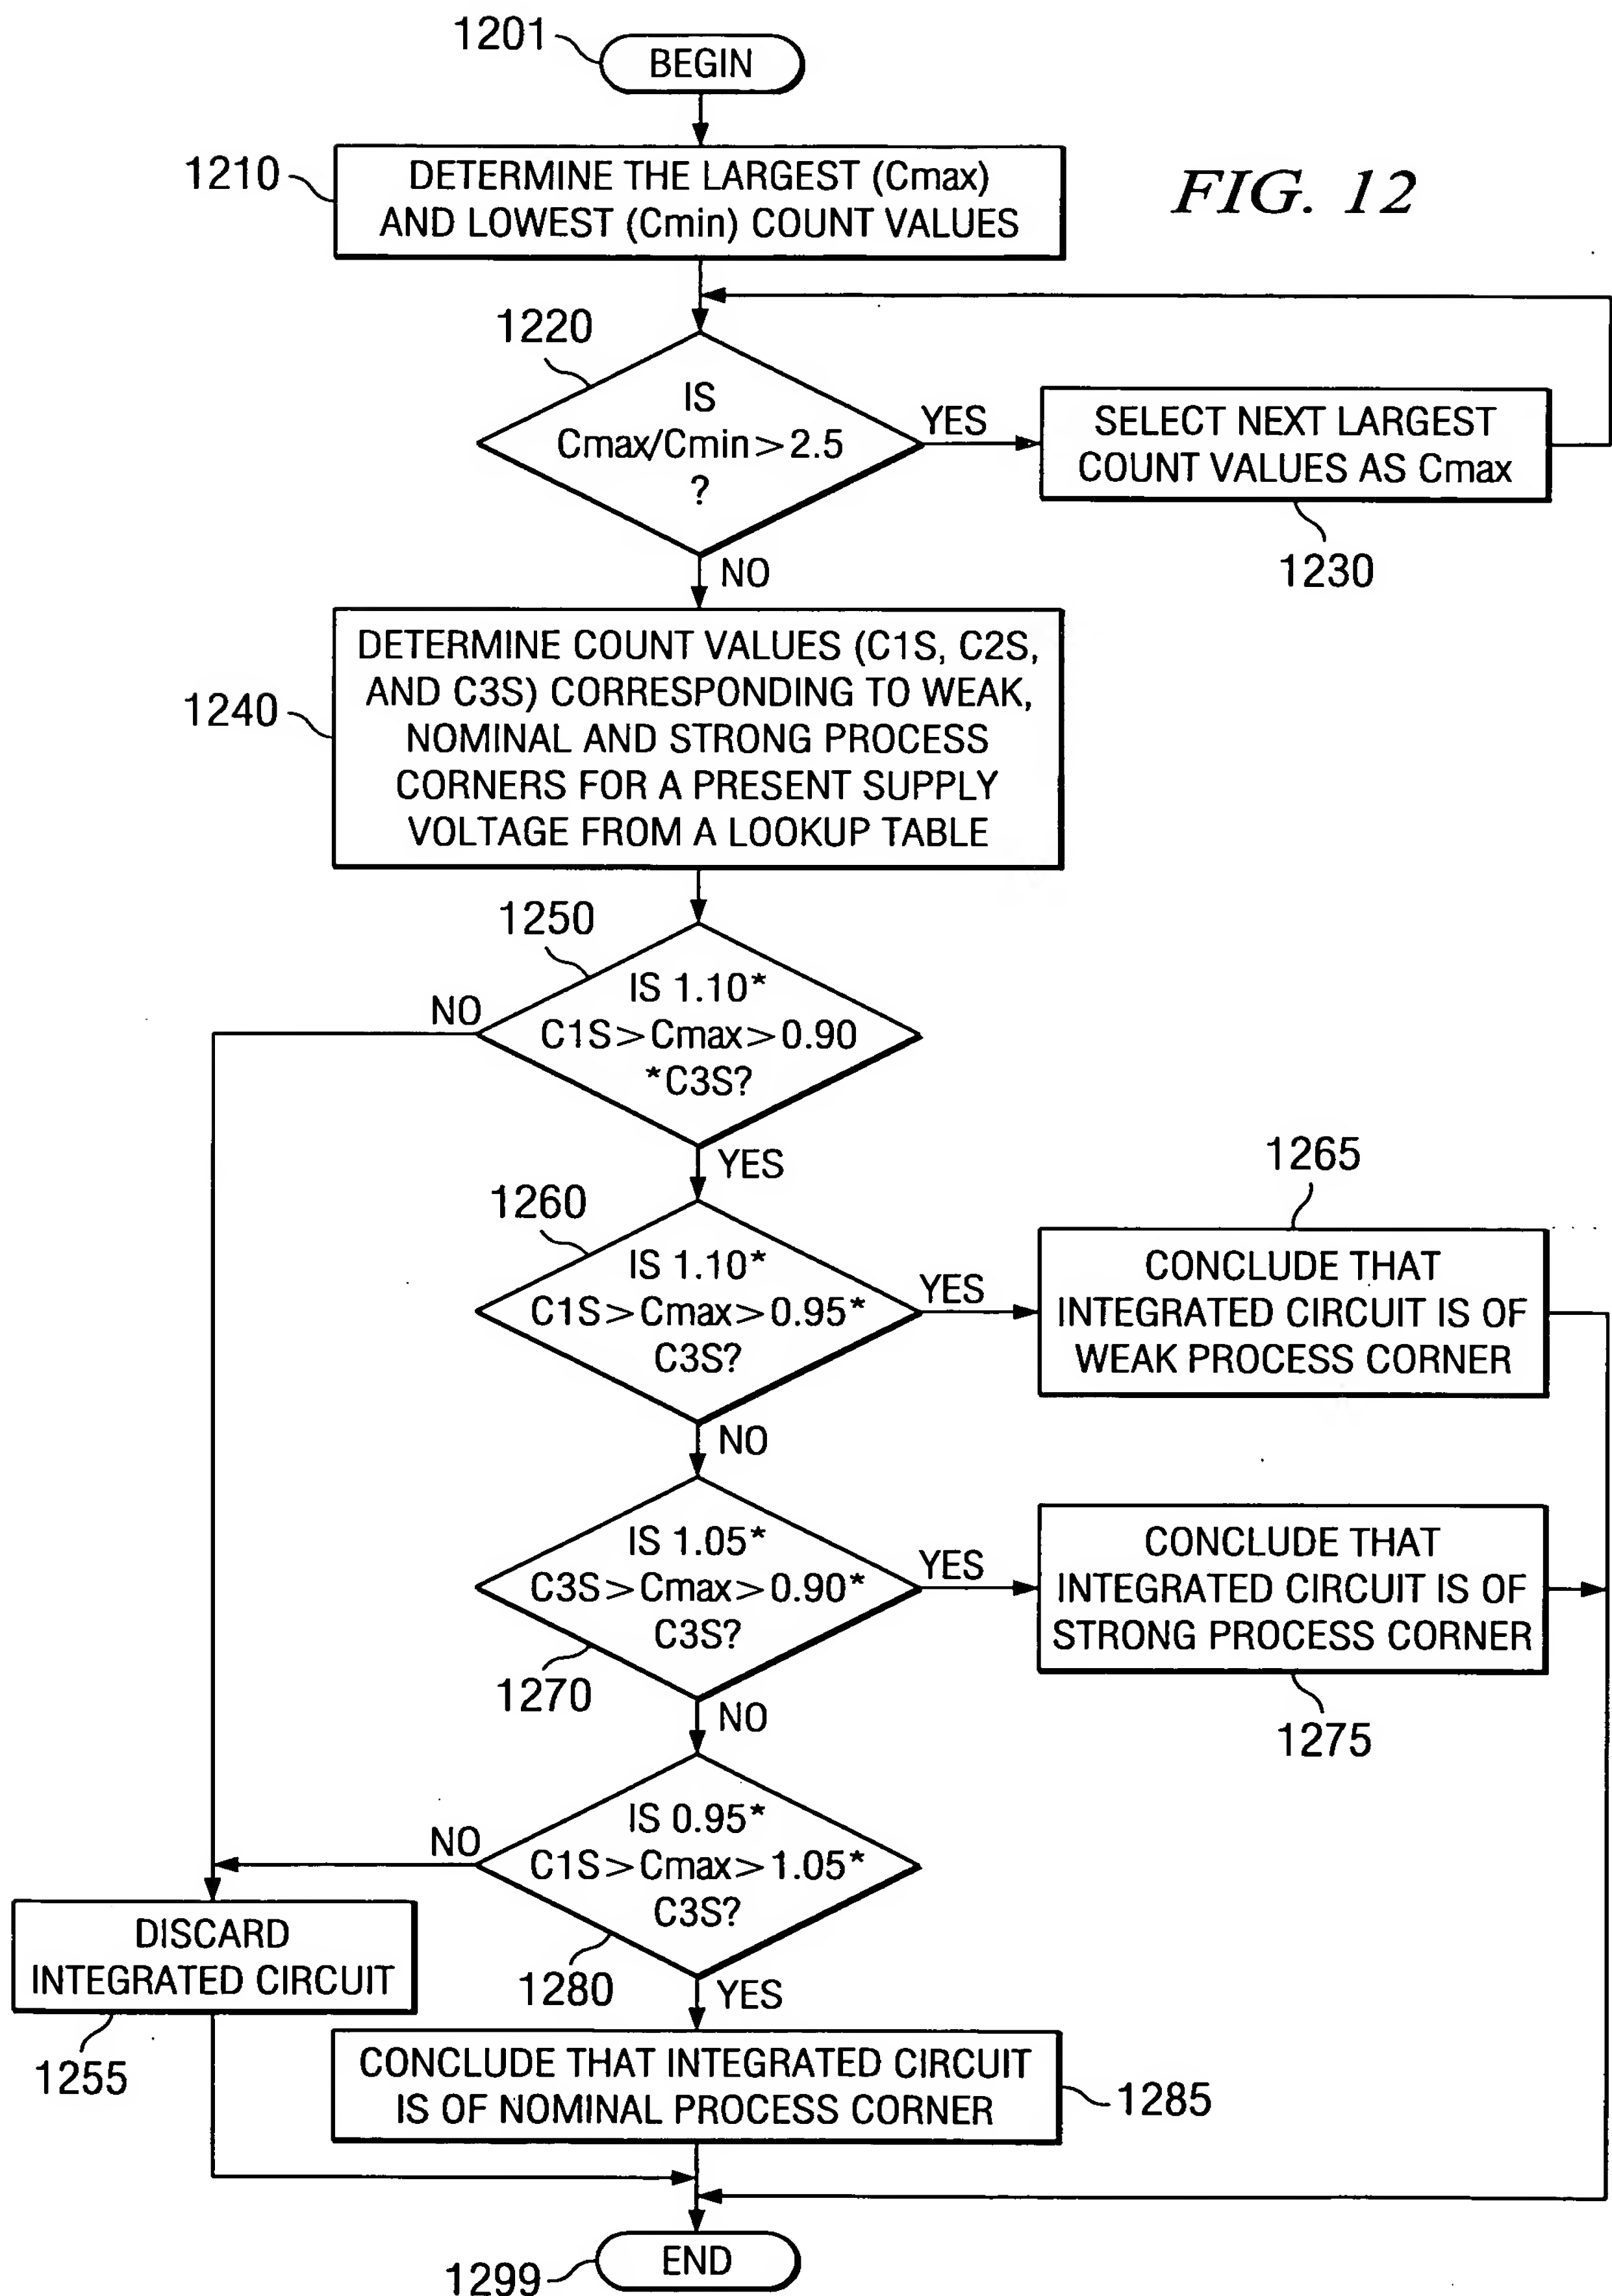 1201
BEGIN
1210
DETERMINE THE LARGEST (Cmax)
AND LOWEST (Cmin) COUNT VALUES
FIG. 12
1220
IS
Cmax/Cmin>2.5
?
YES
SELECT NEXT LARGEST
COUNT VALUES AS Cmax
1230
NO
1240
DETERMINE COUNT VALUES (C1S, C2S,
AND C3S) CORRESPONDING TO WEAK,
NOMINAL AND STRONG PROCESS
CORNERS FOR A PRESENT SUPPLY
VOLTAGE FROM A LOOKUP TABLE
1250
NO
IS 1.10*
C1S>Cmax>0.90
*C3S?
YES
1260
IS 1.10*
C1S>Cmax>0.95*
C3S?
YES
1265
CONCLUDE THAT
INTEGRATED CIRCUIT IS OF
WEAK PROCESS CORNER
NO
IS 1.05*
C3S>Cmax>0.90*
C3S?
1270
YES
CONCLUDE THAT
INTEGRATED CIRCUIT IS OF
STRONG PROCESS CORNER
1275
NO
NO
IS 0.95*
C1S>Cmax>1.05*
C3S?
1280
YES
DISCARD
INTEGRATED CIRCUIT
1255
CONCLUDE THAT INTEGRATED CIRCUIT
IS OF NOMINAL PROCESS CORNER
1285
END
1299